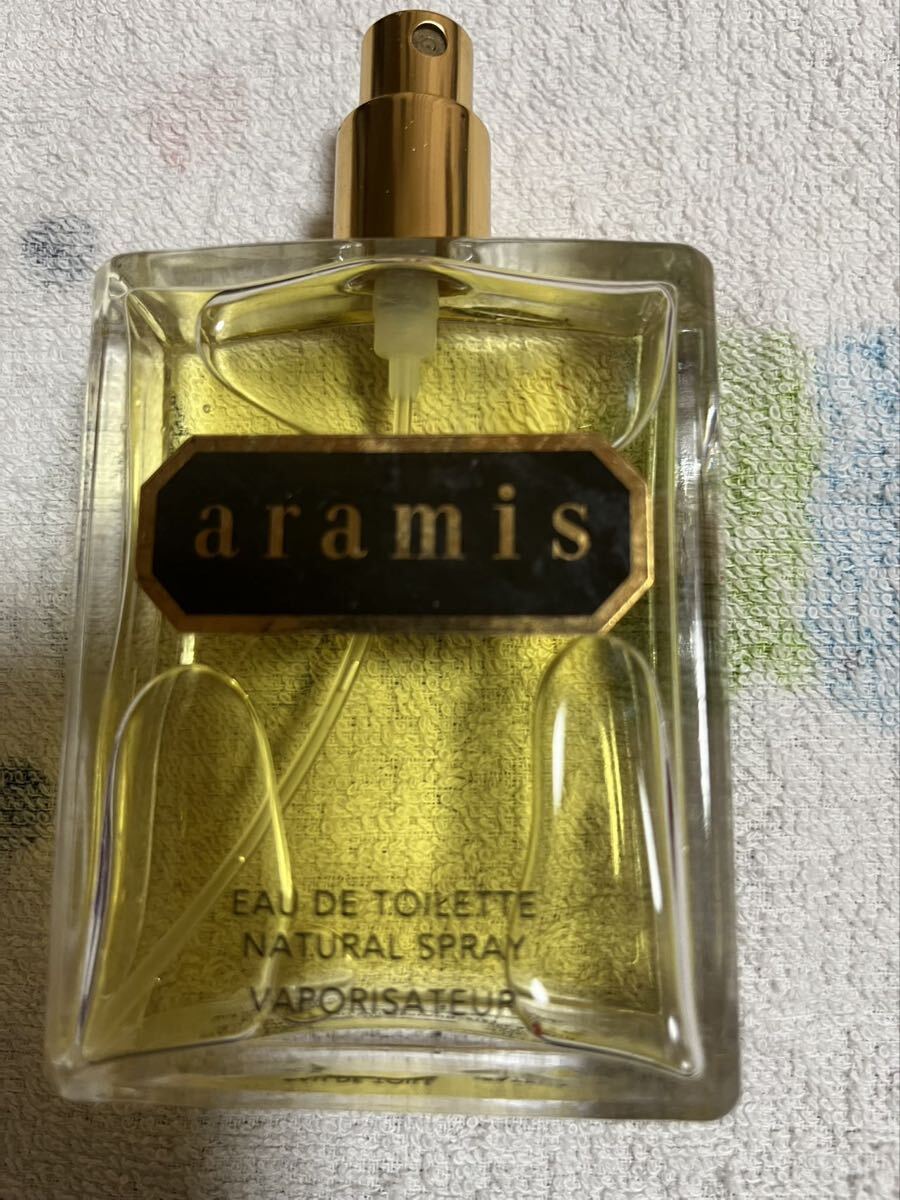 aramis
EAU DE TOILETTE
NATURAL SPRAY
VAPORISATEUR